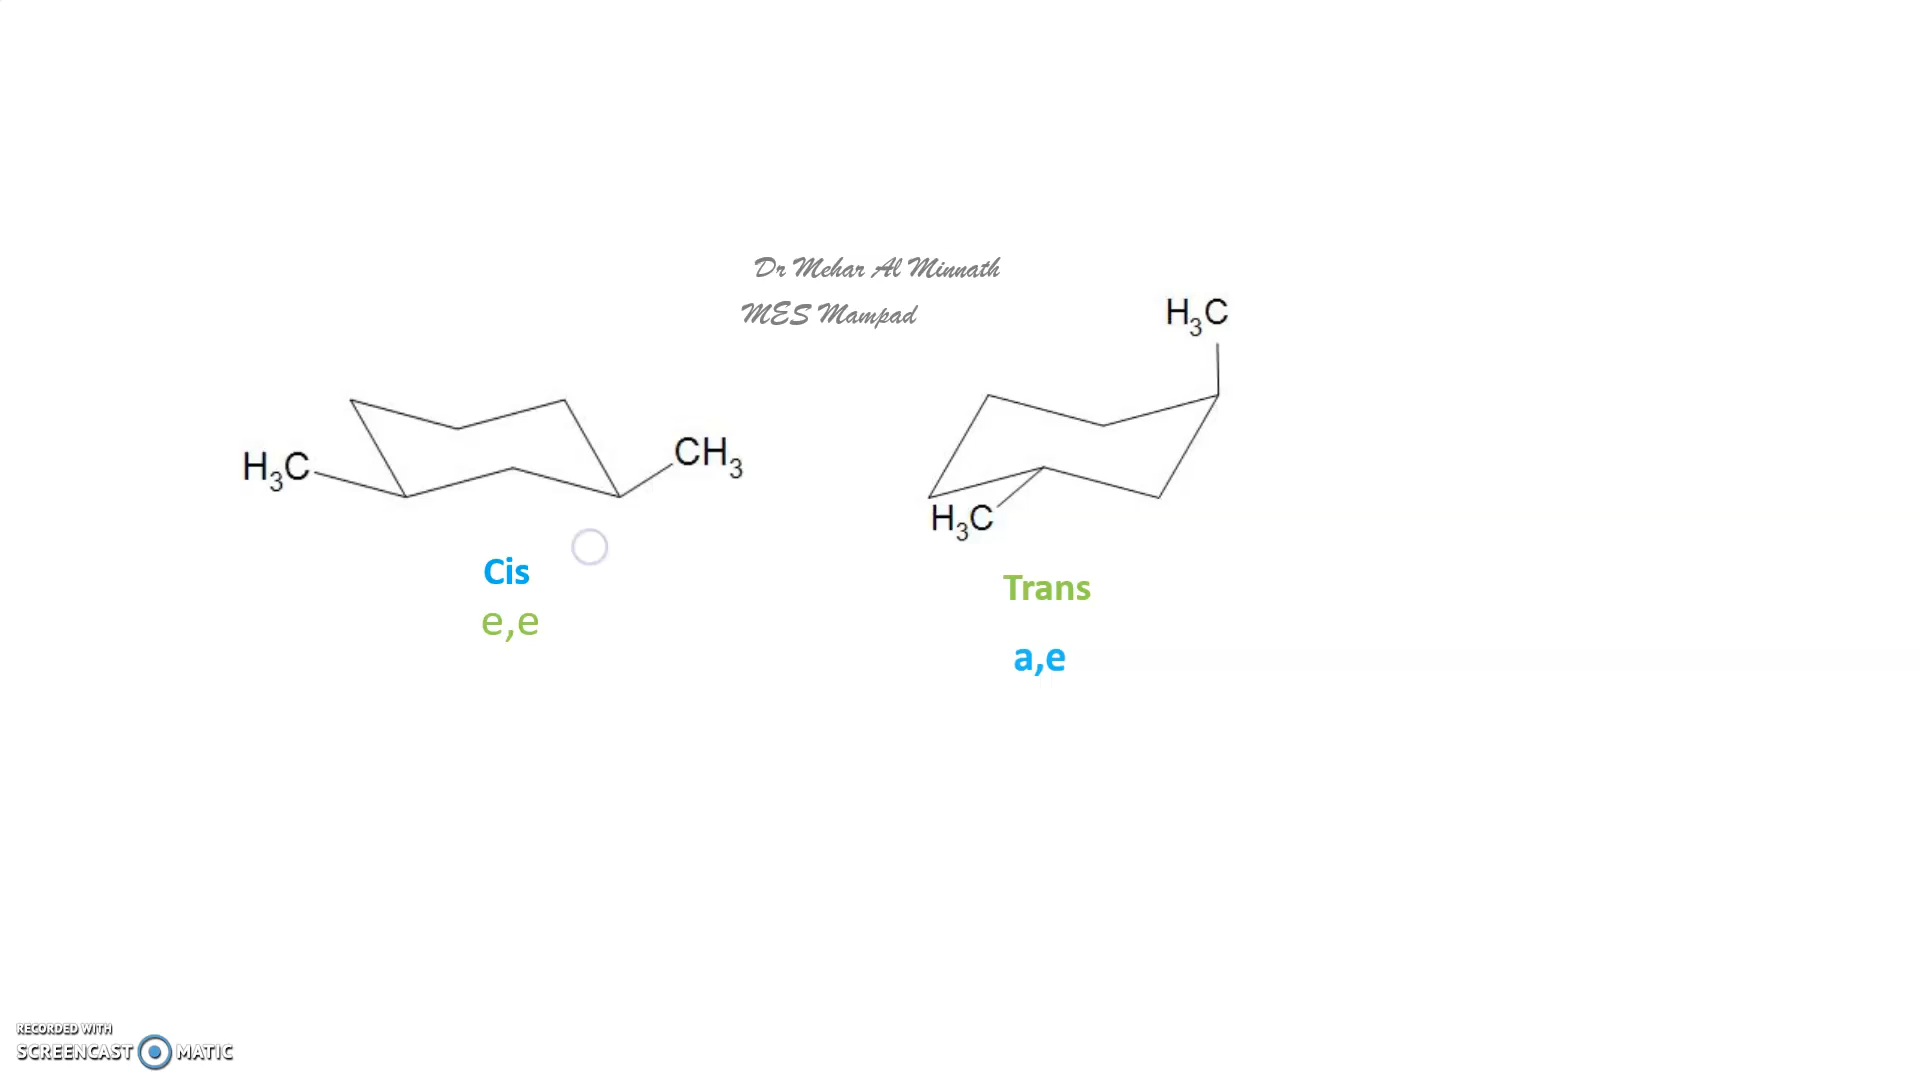 Dr Mehar Al Minnath
MES Mampad
H3C
H3C
CH3
H3C
Cis
e,e
Trans
a,e
RECORDED WITH
SCREENCAST MATIC